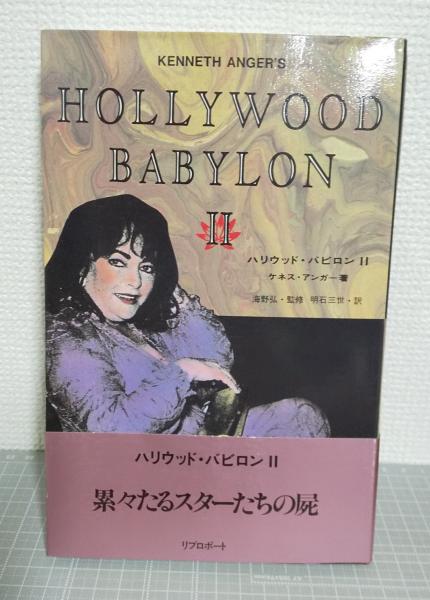 KENNETH ANGER'S
HOLLYWOOD
BABYLON
II
ハリウッド・バビロン II
ケネス・アンガー著
海野弘・監修 明石三世・訳
ハリウッド・バビロン II
累々たるスターたちの屍
リブロポート